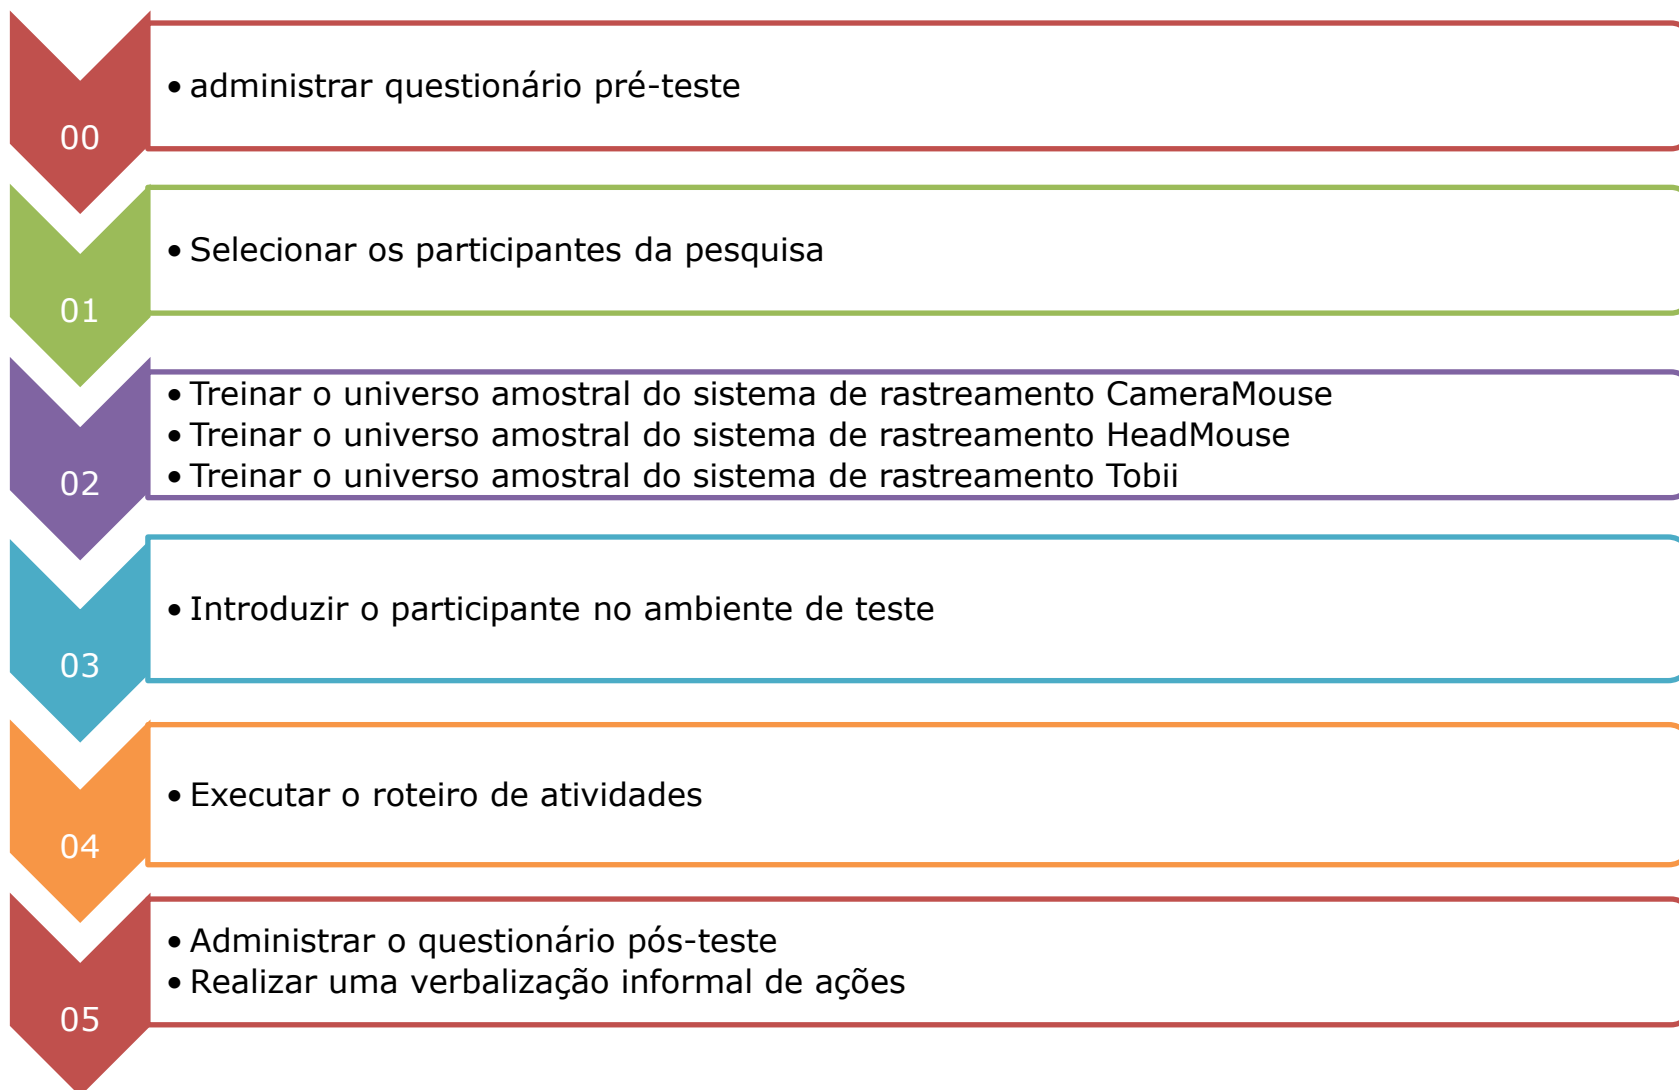 00
• administrar questionário pré-teste
01
• Selecionar os participantes da pesquisa
02
• Treinar o universo amostral do sistema de rastreamento CameraMouse
• Treinar o universo amostral do sistema de rastreamento HeadMouse
• Treinar o universo amostral do sistema de rastreamento Tobii
03
• Introduzir o participante no ambiente de teste
04
• Executar o roteiro de atividades
05
• Administrar o questionário pós-teste
• Realizar uma verbalização informal de ações